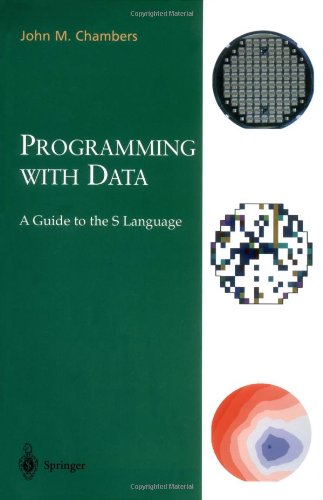 John M. Chambers
PROGRAMMING
WITH DATA
A Guide to the S Language
Springer